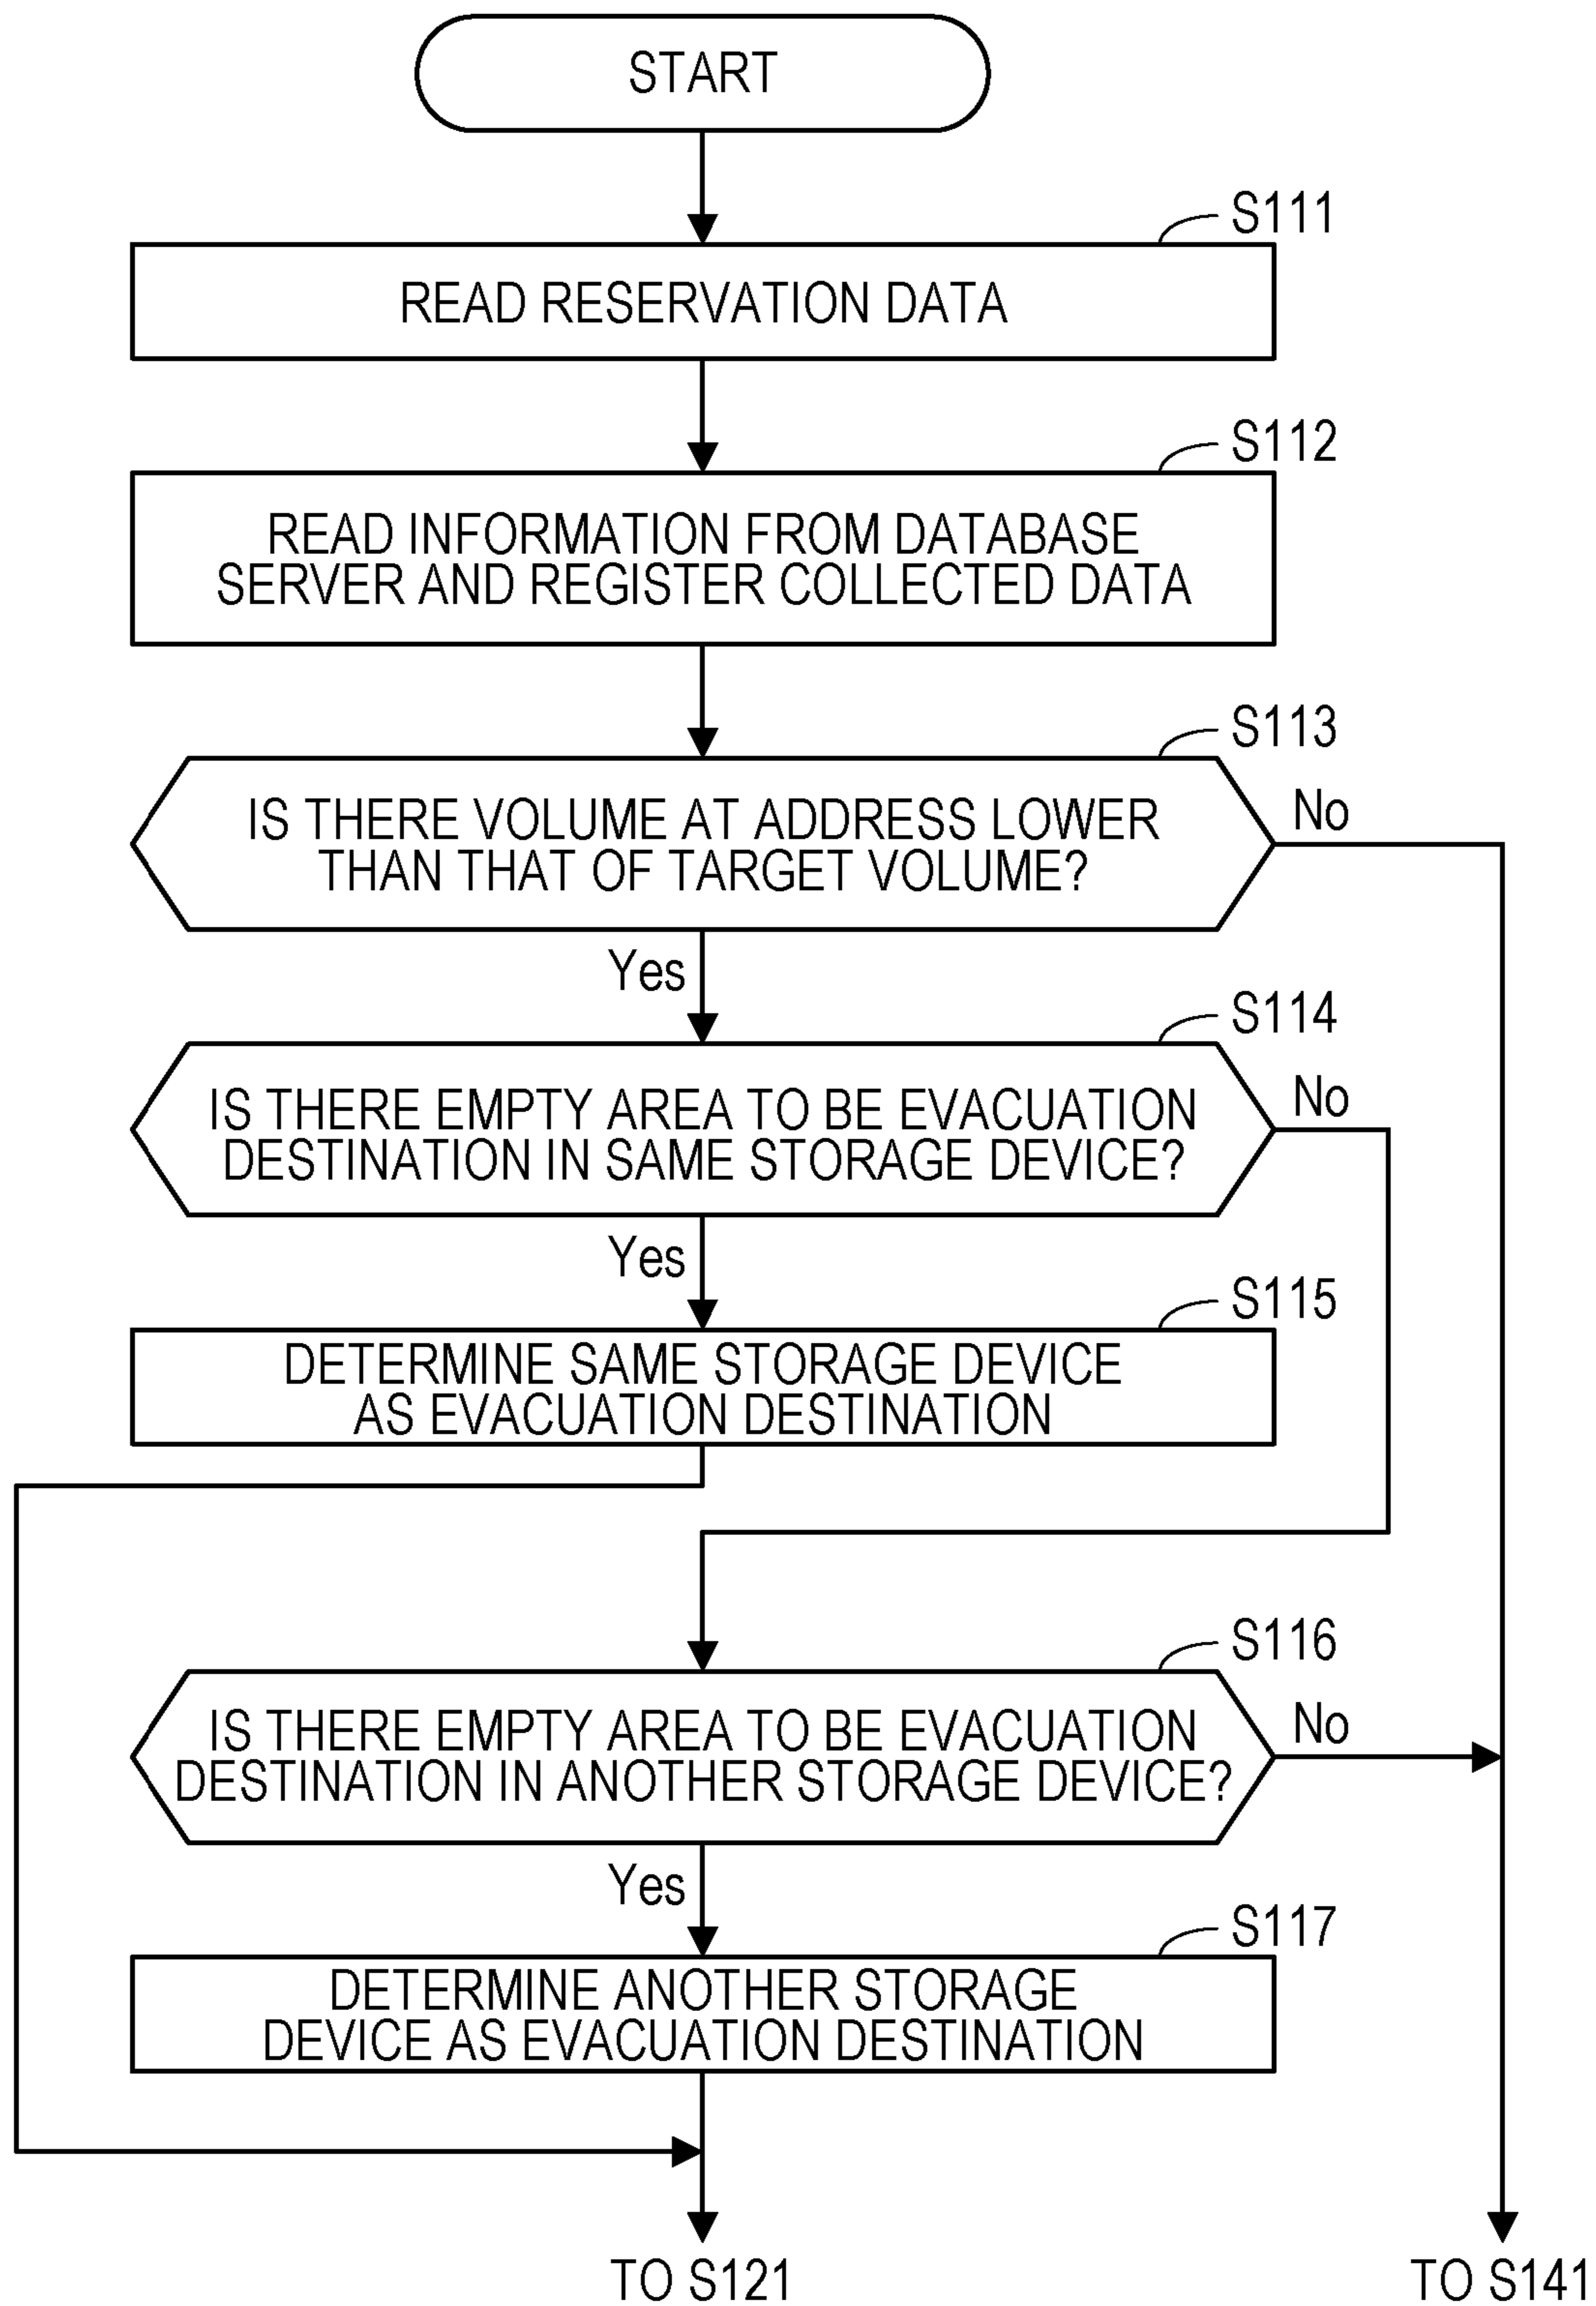 START
S111
READ RESERVATION DATA
S112
READ INFORMATION FROM DATABASE
SERVER AND REGISTER COLLECTED DATA
S113
IS THERE VOLUME AT ADDRESS LOWER
THAN THAT OF TARGET VOLUME?
No
Yes
S114
IS THERE EMPTY AREA TO BE EVACUATION
DESTINATION IN SAME STORAGE DEVICE?
No
Yes
S115
DETERMINE SAME STORAGE DEVICE
AS EVACUATION DESTINATION
S116
IS THERE EMPTY AREA TO BE EVACUATION
DESTINATION IN ANOTHER STORAGE DEVICE?
No
Yes
S117
DETERMINE ANOTHER STORAGE
DEVICE AS EVACUATION DESTINATION
TO S121
TO S141